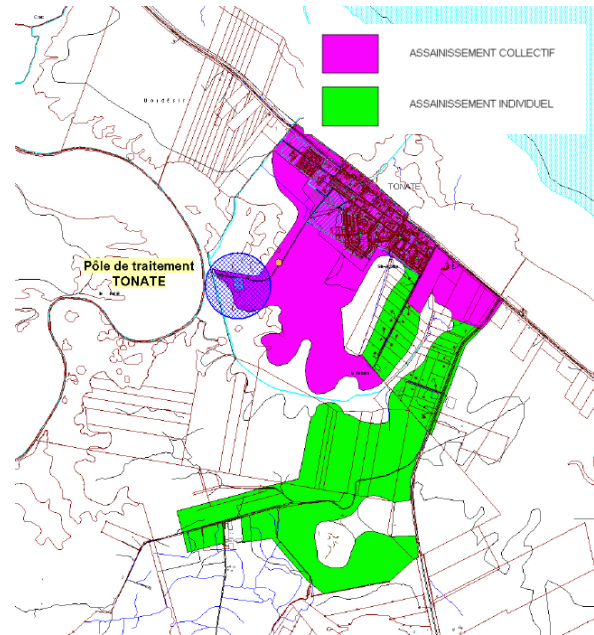 ASSAINISSEMENT COLLECTIF
ASSAINISSEMENT INDIVIDUEL
TONATE
Pôle de traitement
TONATE